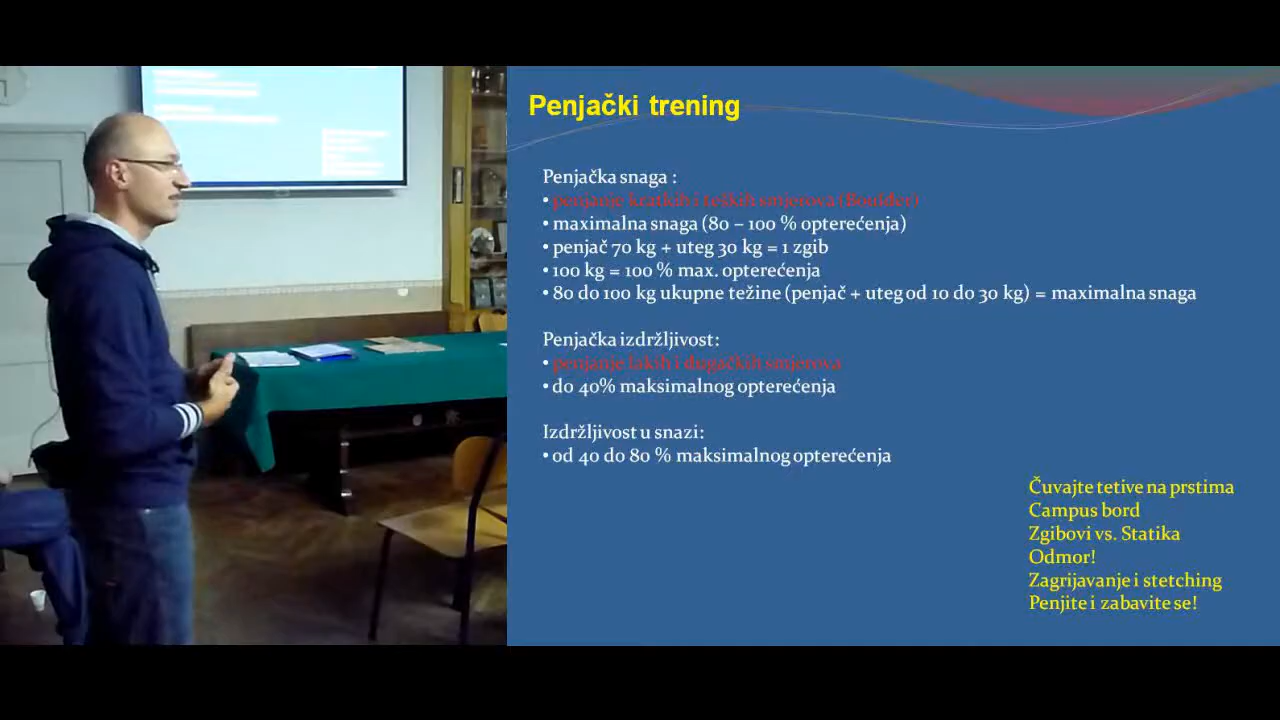 Penjački trening
Penjačka snaga :
• penjanje kratkih i teških smjerova (Boulder)
• maximalna snaga (80 – 100 % opterećenja)
• penjač 70 kg + uteg 30 kg = 1 zgib
• 100 kg = 100 % max. opterećenja
• 80 do 100 kg ukupne težine (penjač + uteg od 10 do 30 kg) = maximalna snaga
Penjačka izdržljivost:
• penjanje lakih i dugačkih smjerova
• do 40% maksimalnog opterećenja
Izdržljivost u snazi:
• od 40 do 80 % maksimalnog opterećenja
Čuvajte tetive na prstima
Campus bord
Zgibovi vs. Statika
Odmor!
Zagrijavanje i stetching
Penjite i zabavite se!